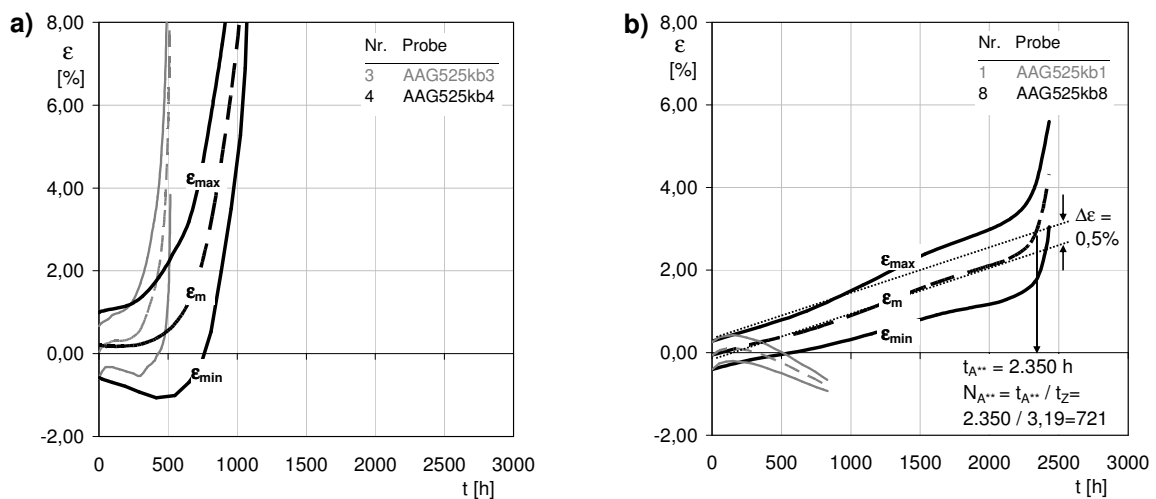 a)
ε
[%]
8,00
6,00
4,00
2,00
0,00
-2,00
Nr. Probe
3 AAG525kb3
4 AAG525kb4
εmax
εm
εmin
0 500 1000 1500 2000 2500 3000
t [h]
b)
ε
[%]
8,00
6,00
4,00
2,00
0,00
-2,00
Nr. Probe
1 AAG525kb1
8 AAG525kb8
Δε =
0,5%
εmax
εm
εmin
tA** = 2.350 h
NA** = tA** / tZ=
2.350 / 3,19=721
0 500 1000 1500 2000 2500 3000
t [h]